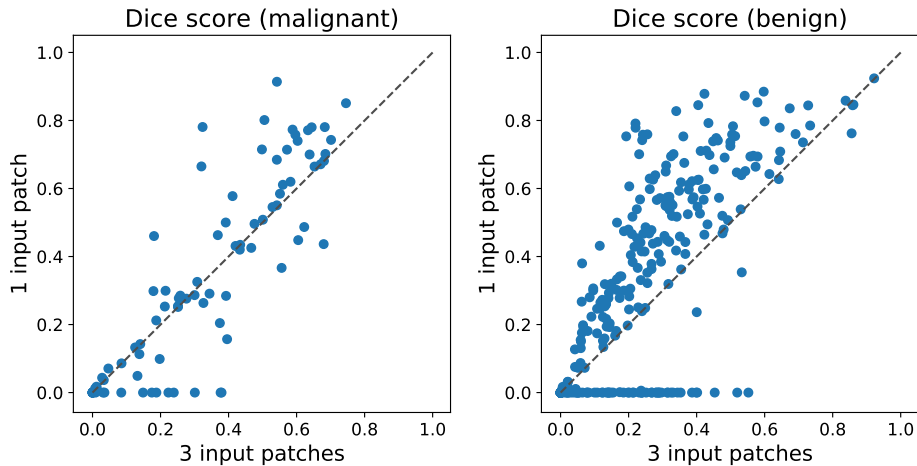 Dice score (malignant)
1.0
0.8
0.6
0.4
0.2
0.0
1 input patch
0.0 0.2 0.4 0.6 0.8 1.0
3 input patches
Dice score (benign)
1.0
0.8
0.6
0.4
0.2
0.0
1 input patch
0.0 0.2 0.4 0.6 0.8 1.0
3 input patches